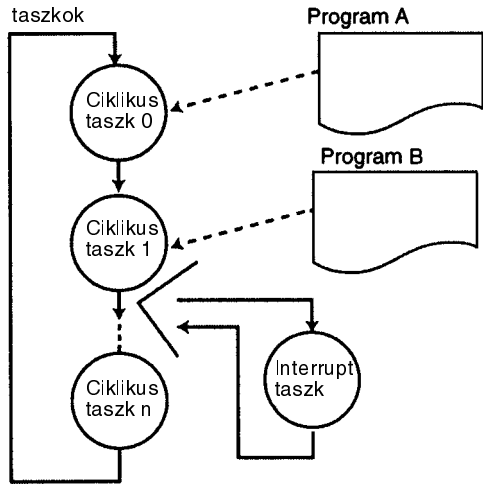 taszkok
Program A
Ciklikus
taszk 0
Program B
Ciklikus
taszk 1
Interrupt
taszk
Ciklikus
taszk n